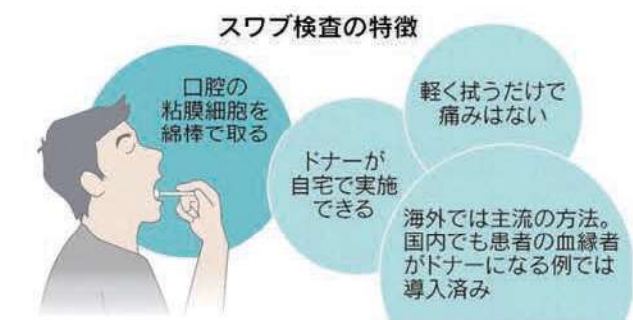 スワブ検査の特徴
口腔の
粘膜細胞を
綿棒で取る
ドナーが
自宅で実施
できる
軽く拭うだけで
痛みはない
海外では主流の方法。
国内でも患者の血縁者
がドナーになる例では
導入済み